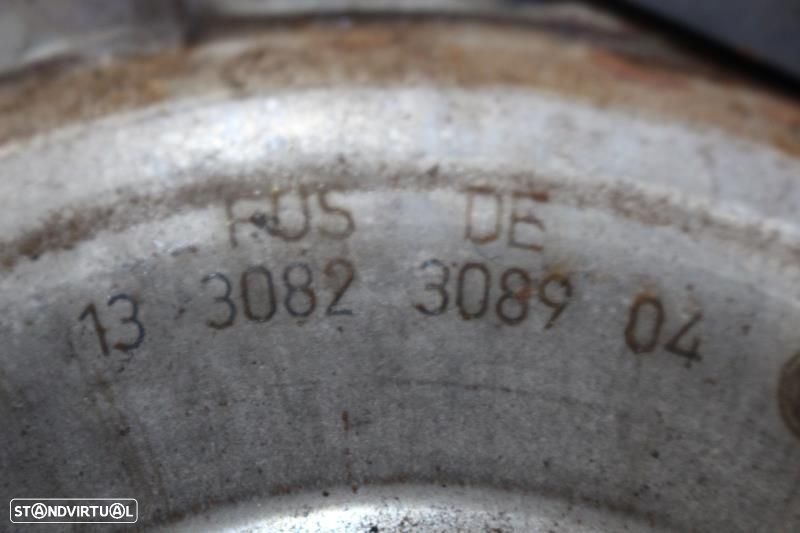 FUS DE
13 3082 3089 04
STANDVIRTUAL